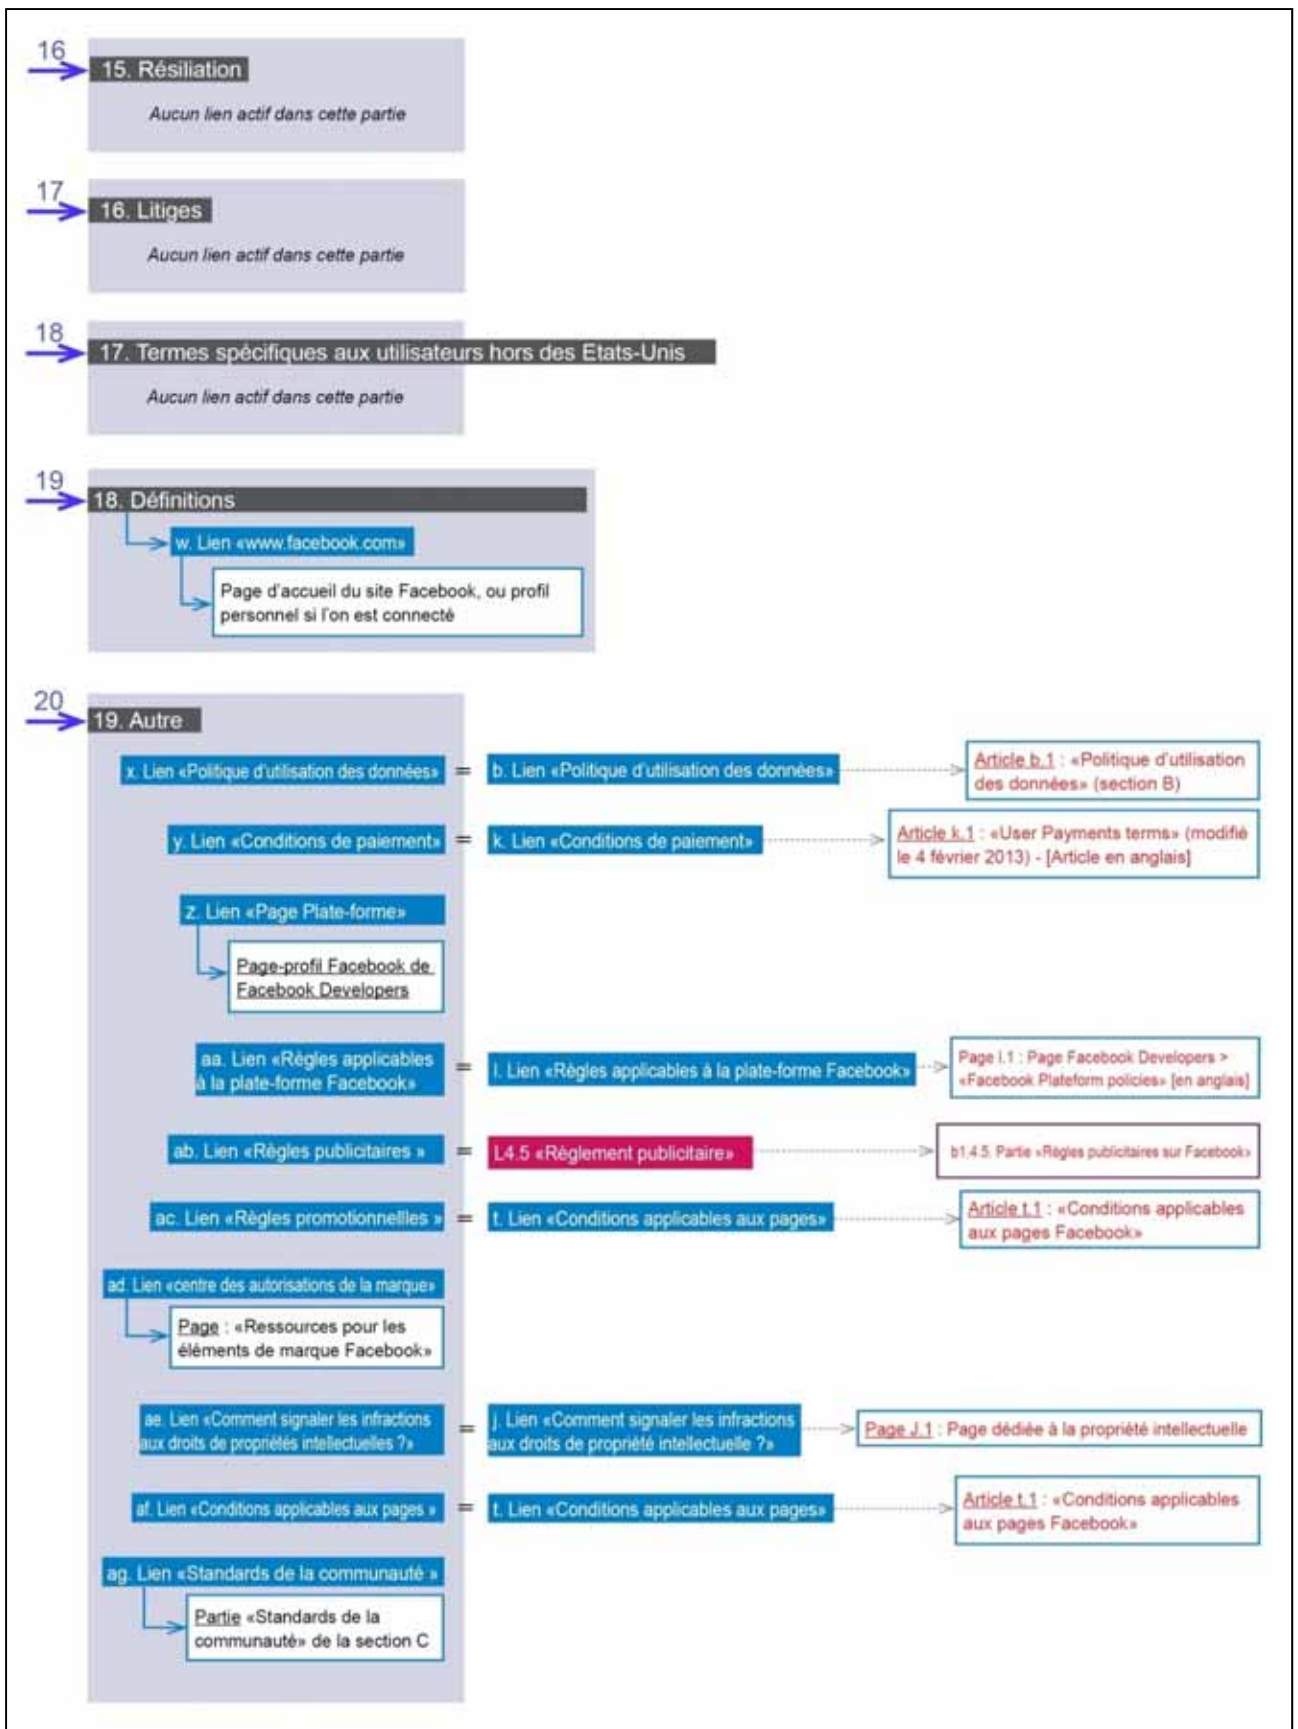 16
15. Résiliation
Aucun lien actif dans cette partie
17
16. Litiges
Aucun lien actif dans cette partie
18
17. Termes spécifiques aux utilisateurs hors des Etats-Unis
Aucun lien actif dans cette partie
19
18. Définitions
w. Lien «www.facebook.com»
Page d'accueil du site Facebook, ou profil
personnel si l'on est connecté
20
19. Autre
x. Lien «Politique d'utilisation des données» = b. Lien «Politique d'utilisation des données»
Article b.1 : «Politique d'utilisation
des données» (section B)
y. Lien «Conditions de paiement» = k. Lien «Conditions de paiement»
Article k.1 : «User Payments terms» (modifié
le 4 février 2013) - [Article en anglais]
z. Lien «Page Plate-forme»
Page-profil Facebook de
Facebook Developers
aa. Lien «Règles applicables
à la plate-forme Facebook»
= l. Lien «Règles applicables à la plate-forme Facebook»
Page l.1 : Page Facebook Developers >
«Facebook Plateform policies» [en anglais]
ab. Lien «Règles publicitaires » = L4.5 «Règlement publicitaire»
b1.4.5. Partie «Règles publicitaires sur Facebook»
ac. Lien «Règles promotionnellles » = t. Lien «Conditions applicables aux pages»
Article t.1 : «Conditions applicables
aux pages Facebook»
ad. Lien «centre des autorisations de la marque»
Page : «Ressources pour les
éléments de marque Facebook»
ae. Lien «Comment signaler les infractions
aux droits de propriétés intellectuelles ?»
= j. Lien «Comment signaler les infractions
aux droits de propriété intellectuelle ?»
Page J.1 : Page dédiée à la propriété intellectuelle
af. Lien «Conditions applicables aux pages » = t. Lien «Conditions applicables aux pages»
Article t.1 : «Conditions applicables
aux pages Facebook»
ag. Lien «Standards de la communauté »
Partie «Standards de la
communauté» de la section C